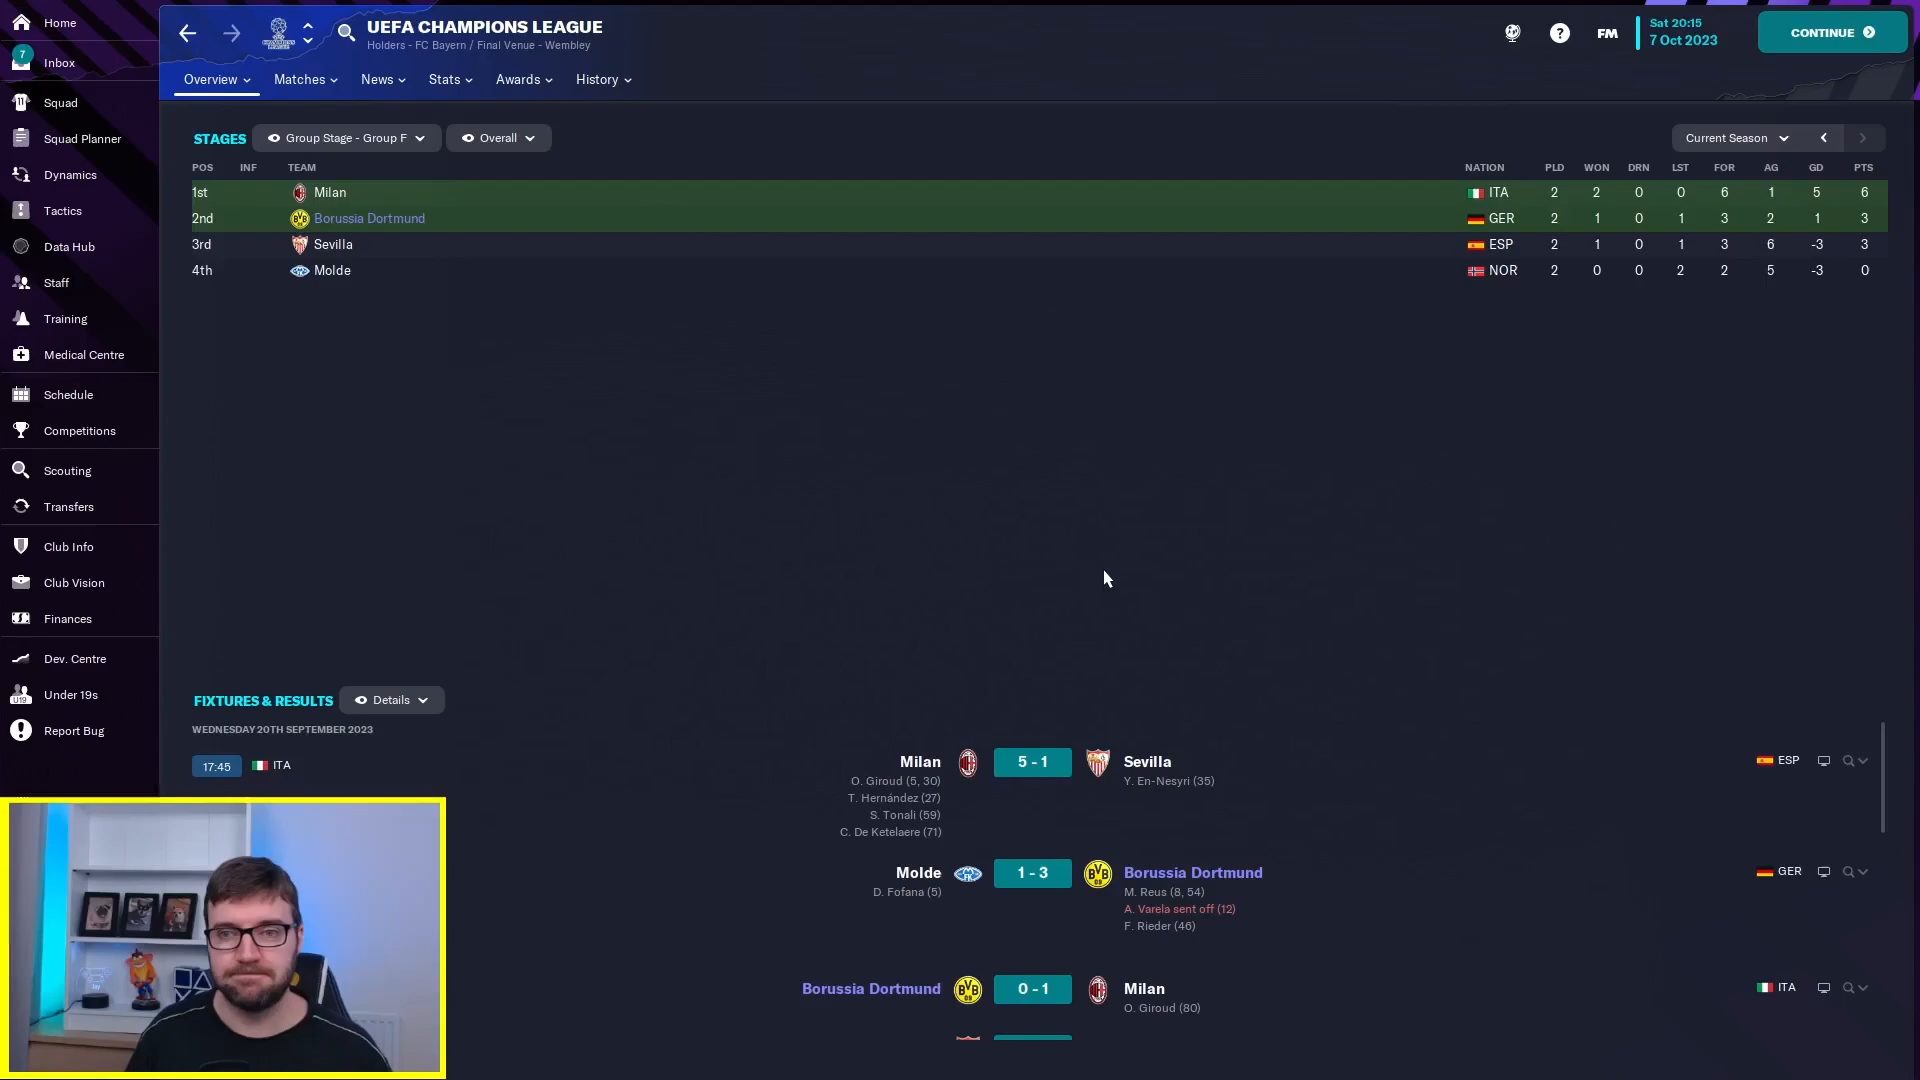 Home
7
Inbox
Squad
Squad Planner
Dynamics
Tactics
Data Hub
Staff
Training
Medical Centre
Schedule
Competitions
Scouting
Transfers
Club Info
Club Vision
Finances
Dev. Centre
U19
Under 19s
Report Bug
UEFA CHAMPIONS LEAGUE
Holders - FC Bayern / Final Venue - Wembley
FM
Sat 20:15
7 Oct 2023
CONTINUE
Overview Matches News Stats Awards History
STAGES Group Stage - Group F Overall Current Season
POS INF TEAM NATION PLD WON DRN LST FOR AG GD PTS
1st Milan ITA 2 2 0 0 6 1 5 6
2nd Borussia Dortmund GER 2 1 0 1 3 2 1 3
3rd Sevilla ESP 2 1 0 1 3 6 -3 3
4th Molde NOR 2 0 0 2 2 5 -3 0
FIXTURES & RESULTS Details
WEDNESDAY 20TH SEPTEMBER 2023
17:45 ITA Milan 5 - 1 Sevilla ESP
O. Giroud (5, 30) Y. En-Nesyri (35)
T. Hernández (27)
S. Tonali (59)
C. De Ketelaere (71)
Molde 1 - 3 Borussia Dortmund GER
D. Fofana (5) M. Reus (8, 54)
A. Varela sent off (12)
F. Rieder (46)
Borussia Dortmund 0 - 1 Milan ITA
O. Giroud (80)